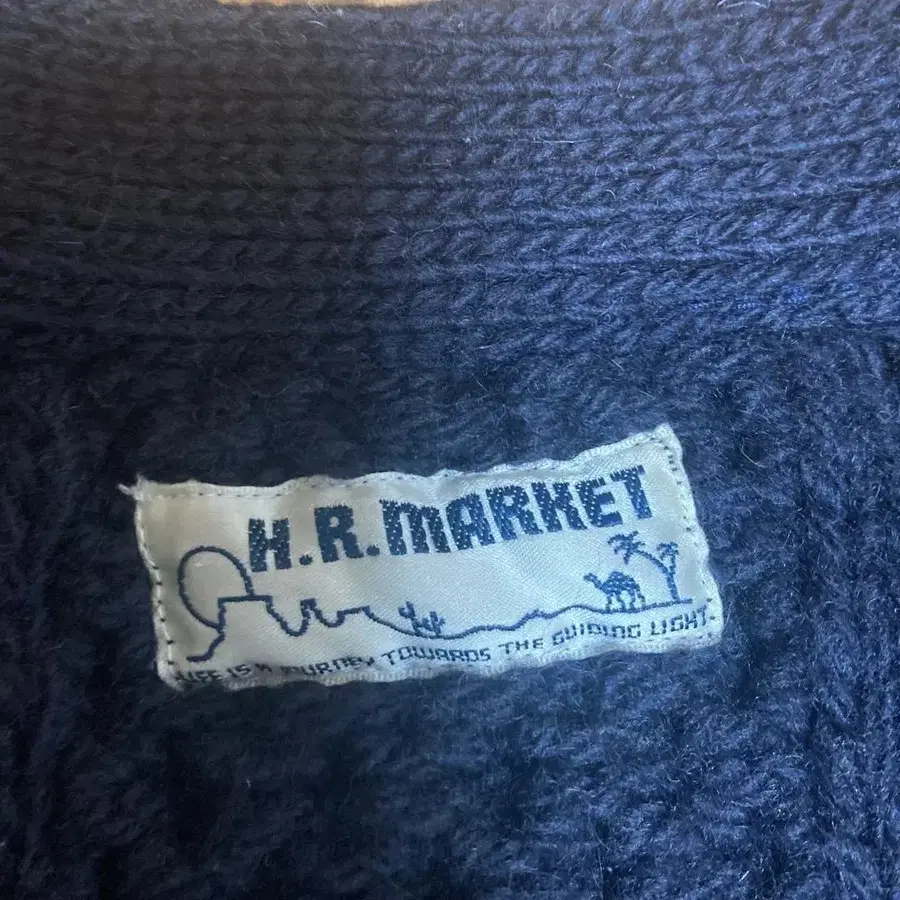 H.R.MARKET
LIFE IS A JOURNEY TOWARDS THE GUIDING LIGHT.